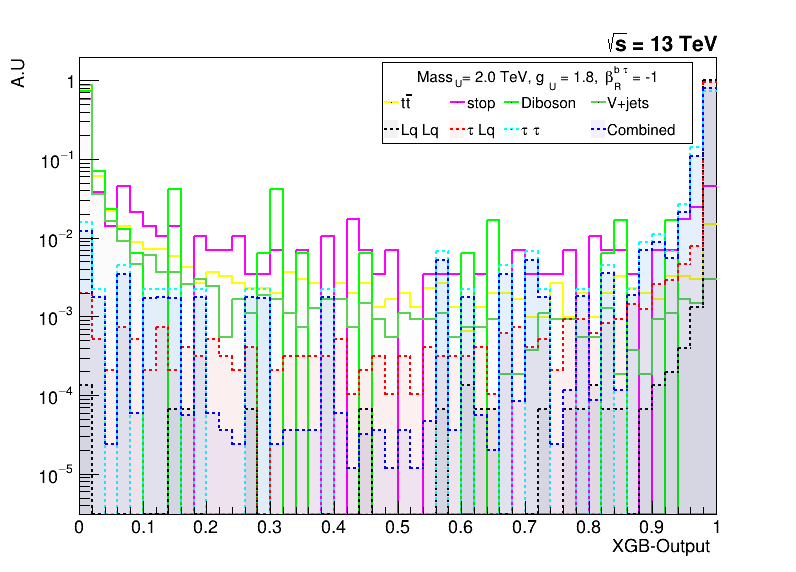 √s = 13 TeV
A.U
Mass_U = 2.0 TeV, g_U = 1.8, β_R^{b τ} = -1
tt̅ stop Diboson V+jets
Lq Lq τ Lq τ τ Combined
1
10⁻¹
10⁻²
10⁻³
10⁻⁴
10⁻⁵
0 0.1 0.2 0.3 0.4 0.5 0.6 0.7 0.8 0.9 1
XGB-Output